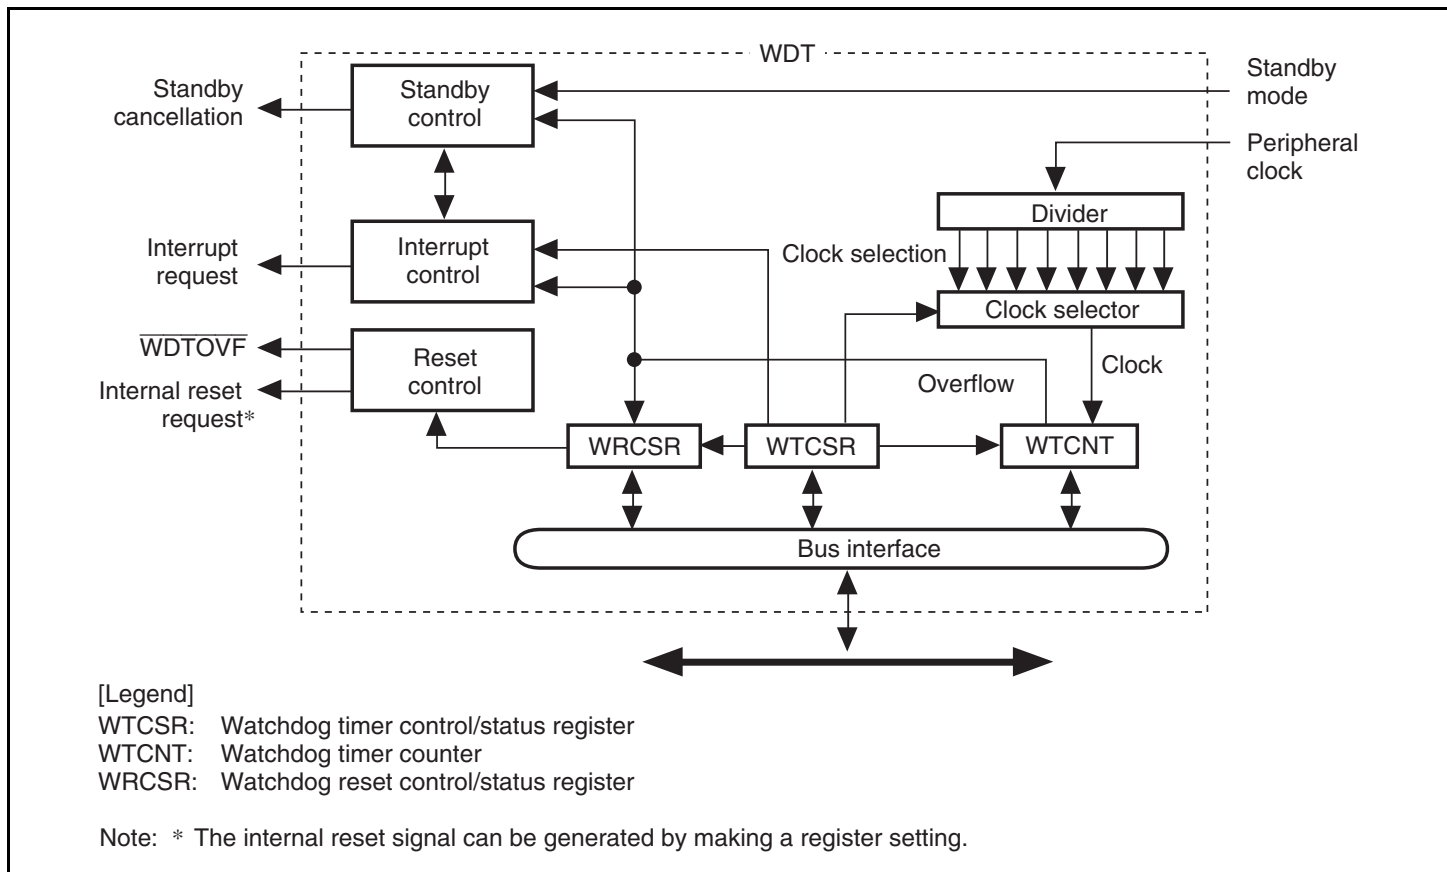 WDT
Standby
cancellation
Standby
control
Standby
mode
Peripheral
clock
Divider
Interrupt
request
Interrupt
control
Clock selection
Clock selector
WDTOVF
Internal reset
request*
Reset
control
Clock
Overflow
WRCSR
WTCSR
WTCNT
Bus interface
[Legend]
WTCSR: Watchdog timer control/status register
WTCNT: Watchdog timer counter
WRCSR: Watchdog reset control/status register
Note: * The internal reset signal can be generated by making a register setting.